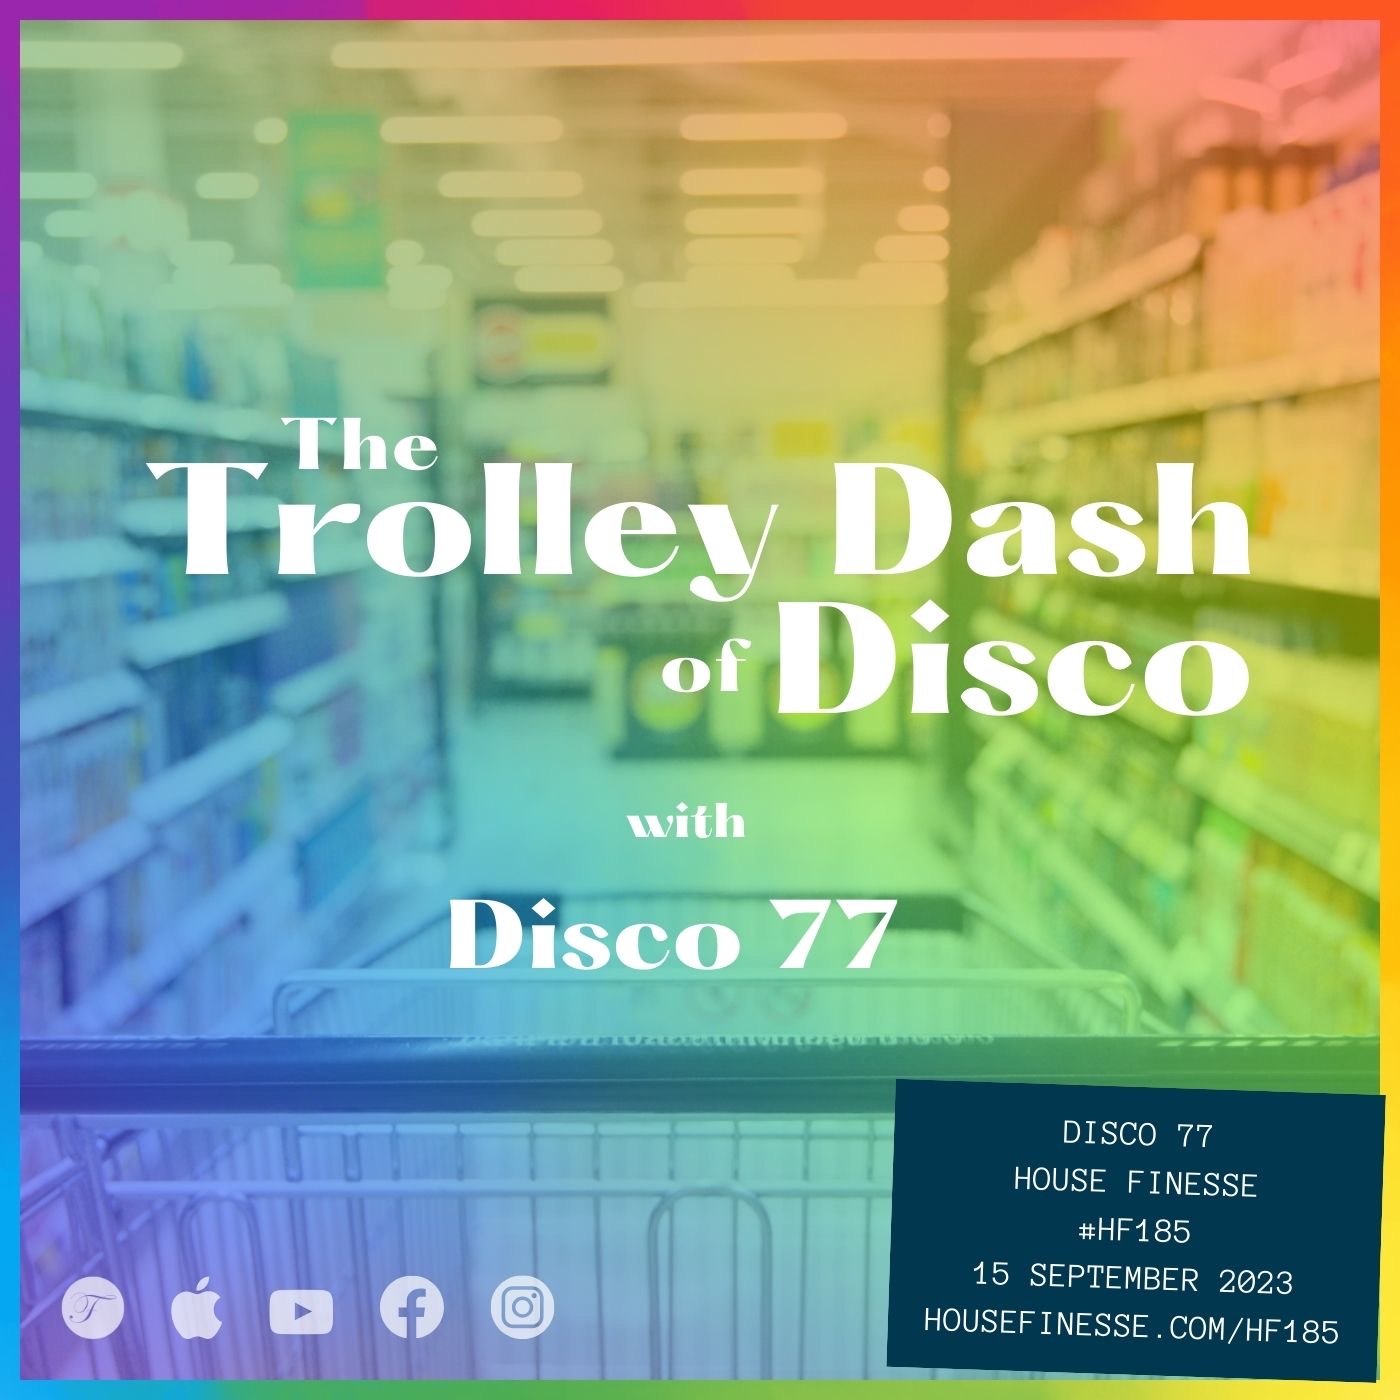 The
Trolley Dash
of Disco
with
Disco 77
DISCO 77
HOUSE FINESSE
#HF185
15 SEPTEMBER 2023
HOUSEFINESSE.COM/HF185